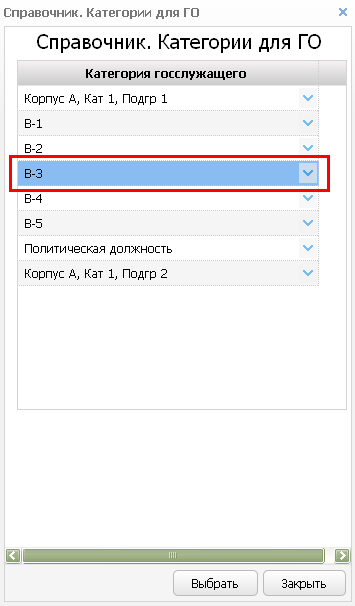 Справочник. Категории для ГО
Справочник. Категории для ГО
Категория госслужащего
Корпус А, Кат 1, Подгр 1
В-1
В-2
В-3
В-4
В-5
Политическая должность
Корпус А, Кат 1, Подгр 2
Выбрать
Закрыть